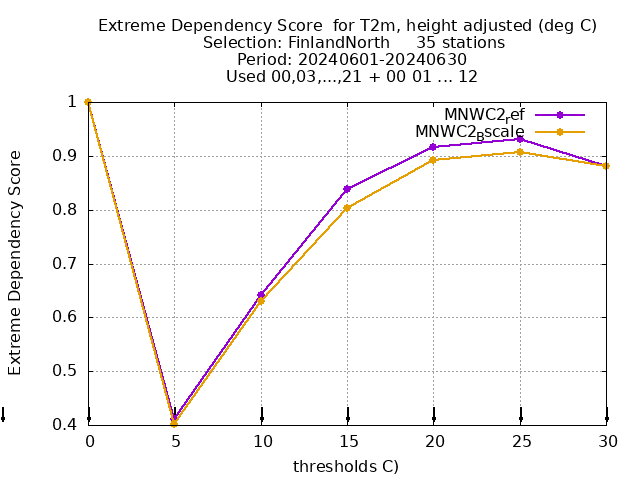 Extreme Dependency Score  for T2m, height adjusted (deg C)
Selection: FinlandNorth     35 stations
Period: 20240601-20240630
Used 00,03,...,21 + 00 01 ... 12
MNWC2ref
MNWC2Bscale
Extreme Dependency Score
1
0.9
0.8
0.7
0.6
0.5
0.4
0 5 10 15 20 25 30
thresholds C)